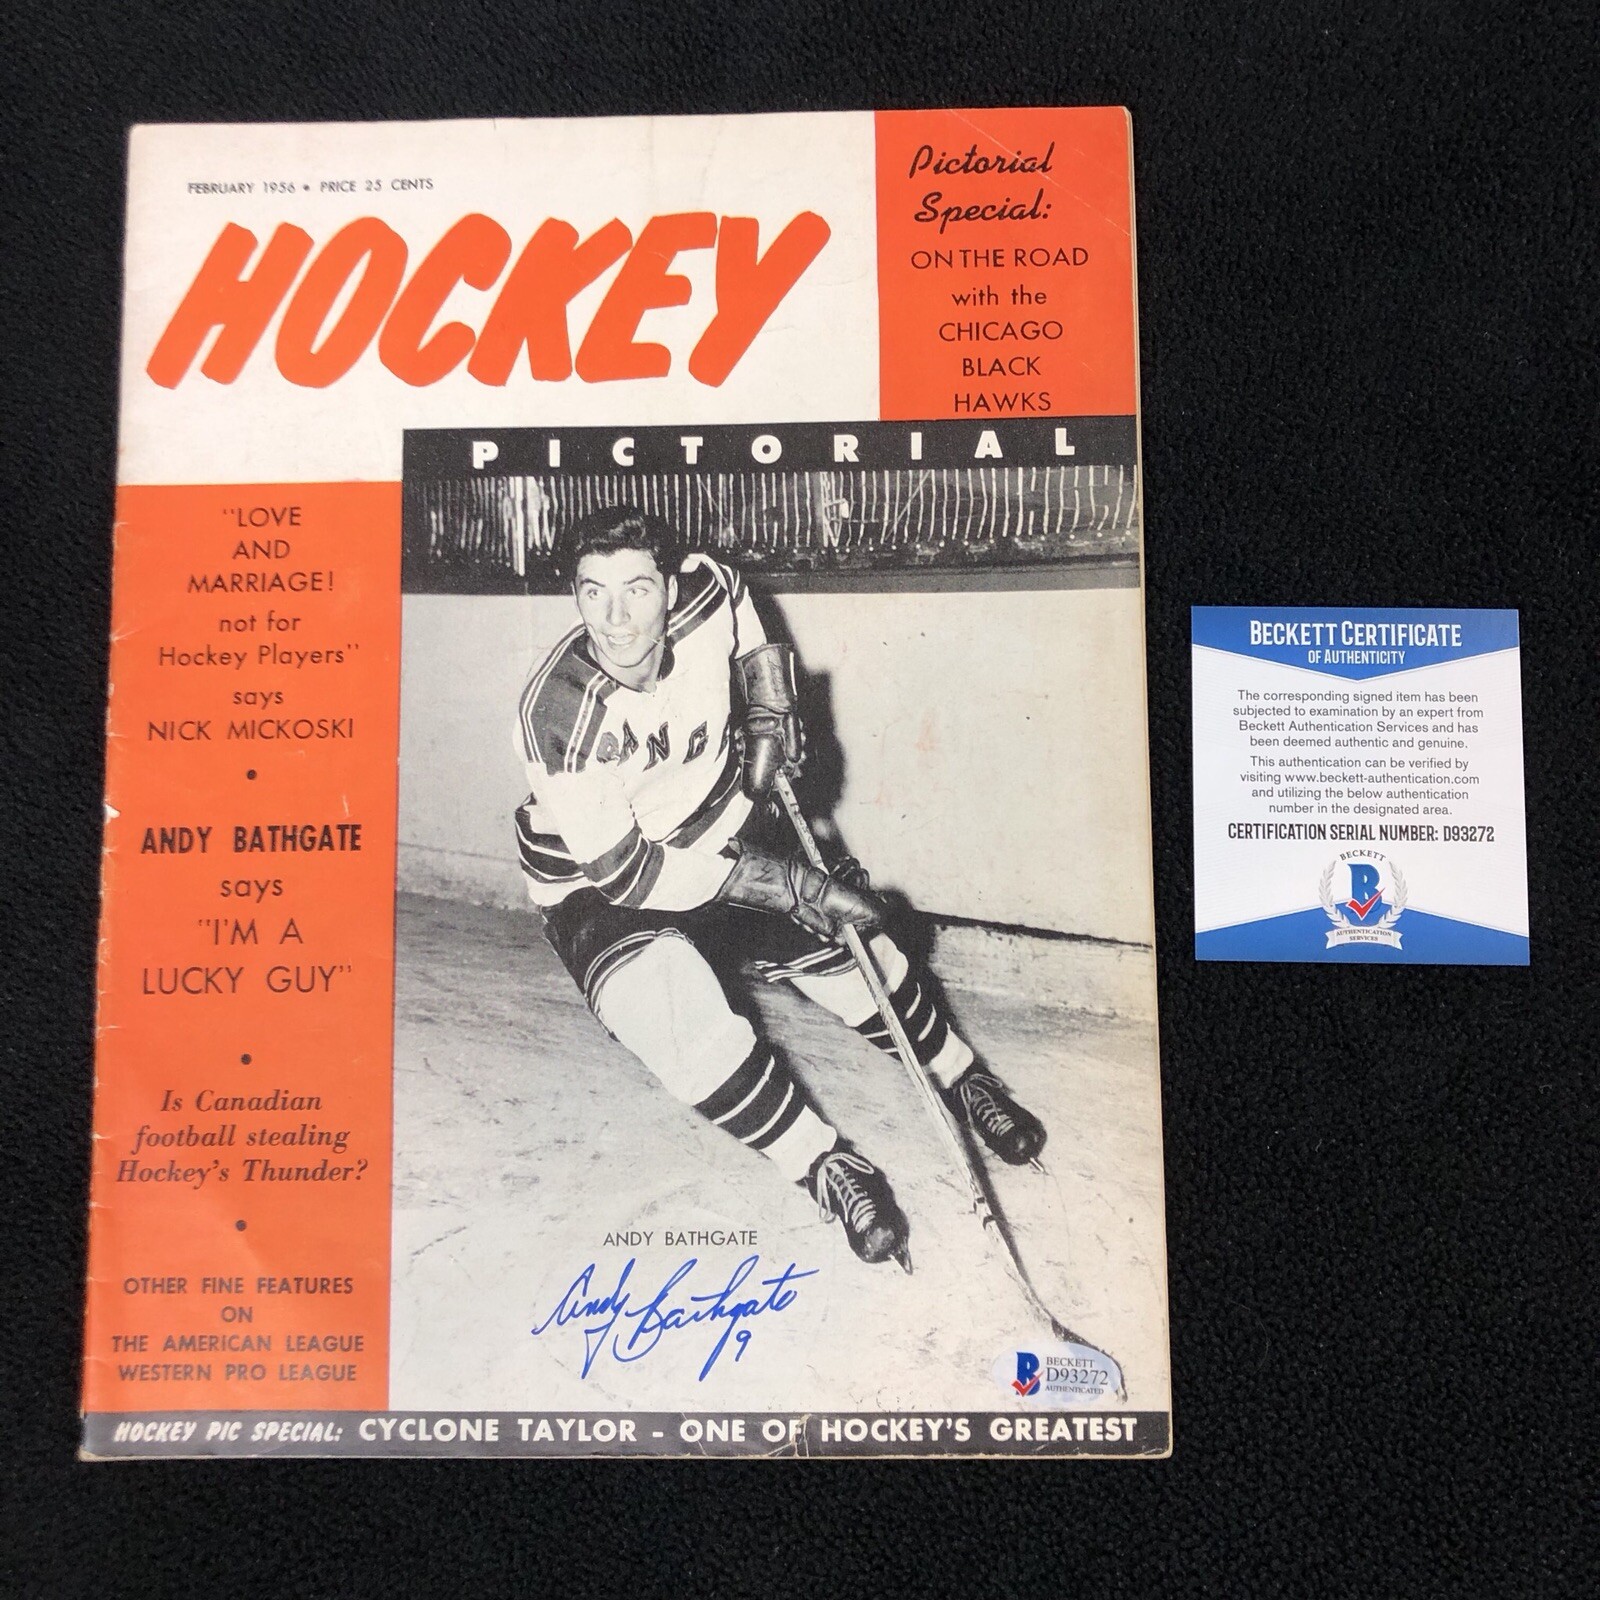 FEBRUARY 1956 • PRICE 25 CENTS
HOCKEY
PICTORIAL
Pictorial
Special:
ON THE ROAD
with the
CHICAGO
BLACK
HAWKS
"LOVE
AND
MARRIAGE!
not for
Hockey Players"
says
NICK MICKOSKI
•
ANDY BATHGATE
says
"I'M A
LUCKY GUY"
•
Is Canadian
football stealing
Hockey's Thunder?
•
OTHER FINE FEATURES
ON
THE AMERICAN LEAGUE
WESTERN PRO LEAGUE
RANG
ANDY BATHGATE
Andy Bathgate
9
BECKETT
D93272
AUTHENTICATED
HOCKEY PIC SPECIAL: CYCLONE TAYLOR - ONE OF HOCKEY'S GREATEST
BECKETT CERTIFICATE
OF AUTHENTICITY
The corresponding signed item has been
subjected to examination by an expert from
Beckett Authentication Services and has
been deemed authentic and genuine.
This authentication can be verified by
visiting www.beckett-authentication.com
and utilizing the below authentication
number in the designated area.
CERTIFICATION SERIAL NUMBER: D93272
BECKETT
B
AUTHENTICATION
SERVICES